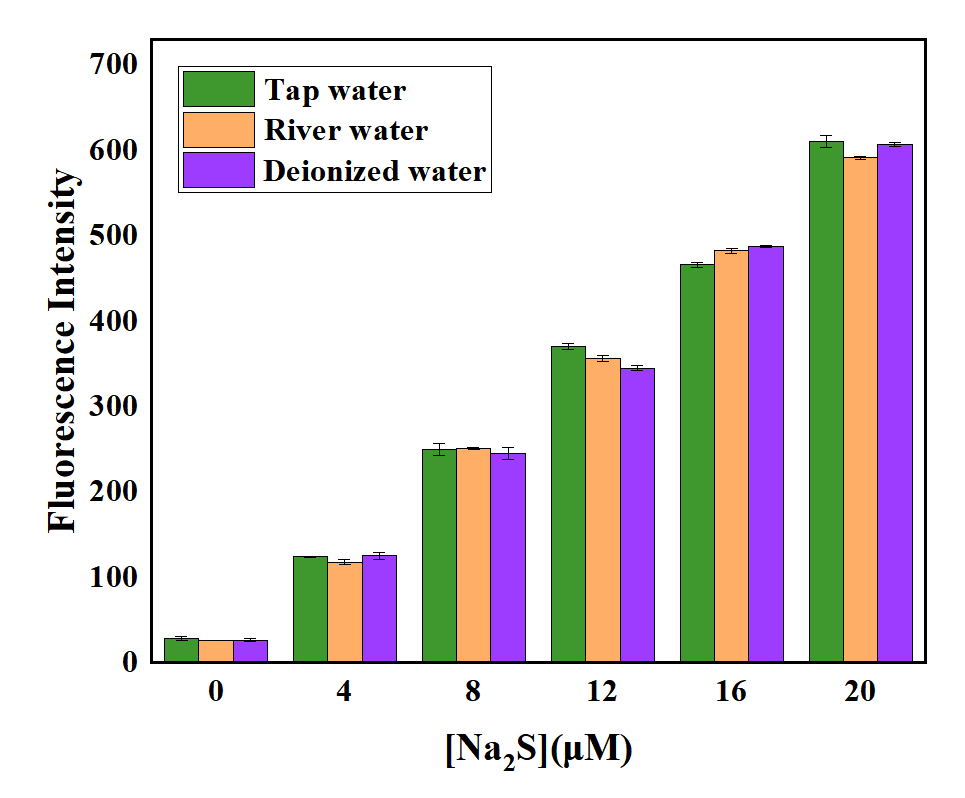 700
600
500
400
300
200
100
0
Fluorescence Intensity
Tap water
River water
Deionized water
0 4 8 12 16 20
[Na₂S](μM)